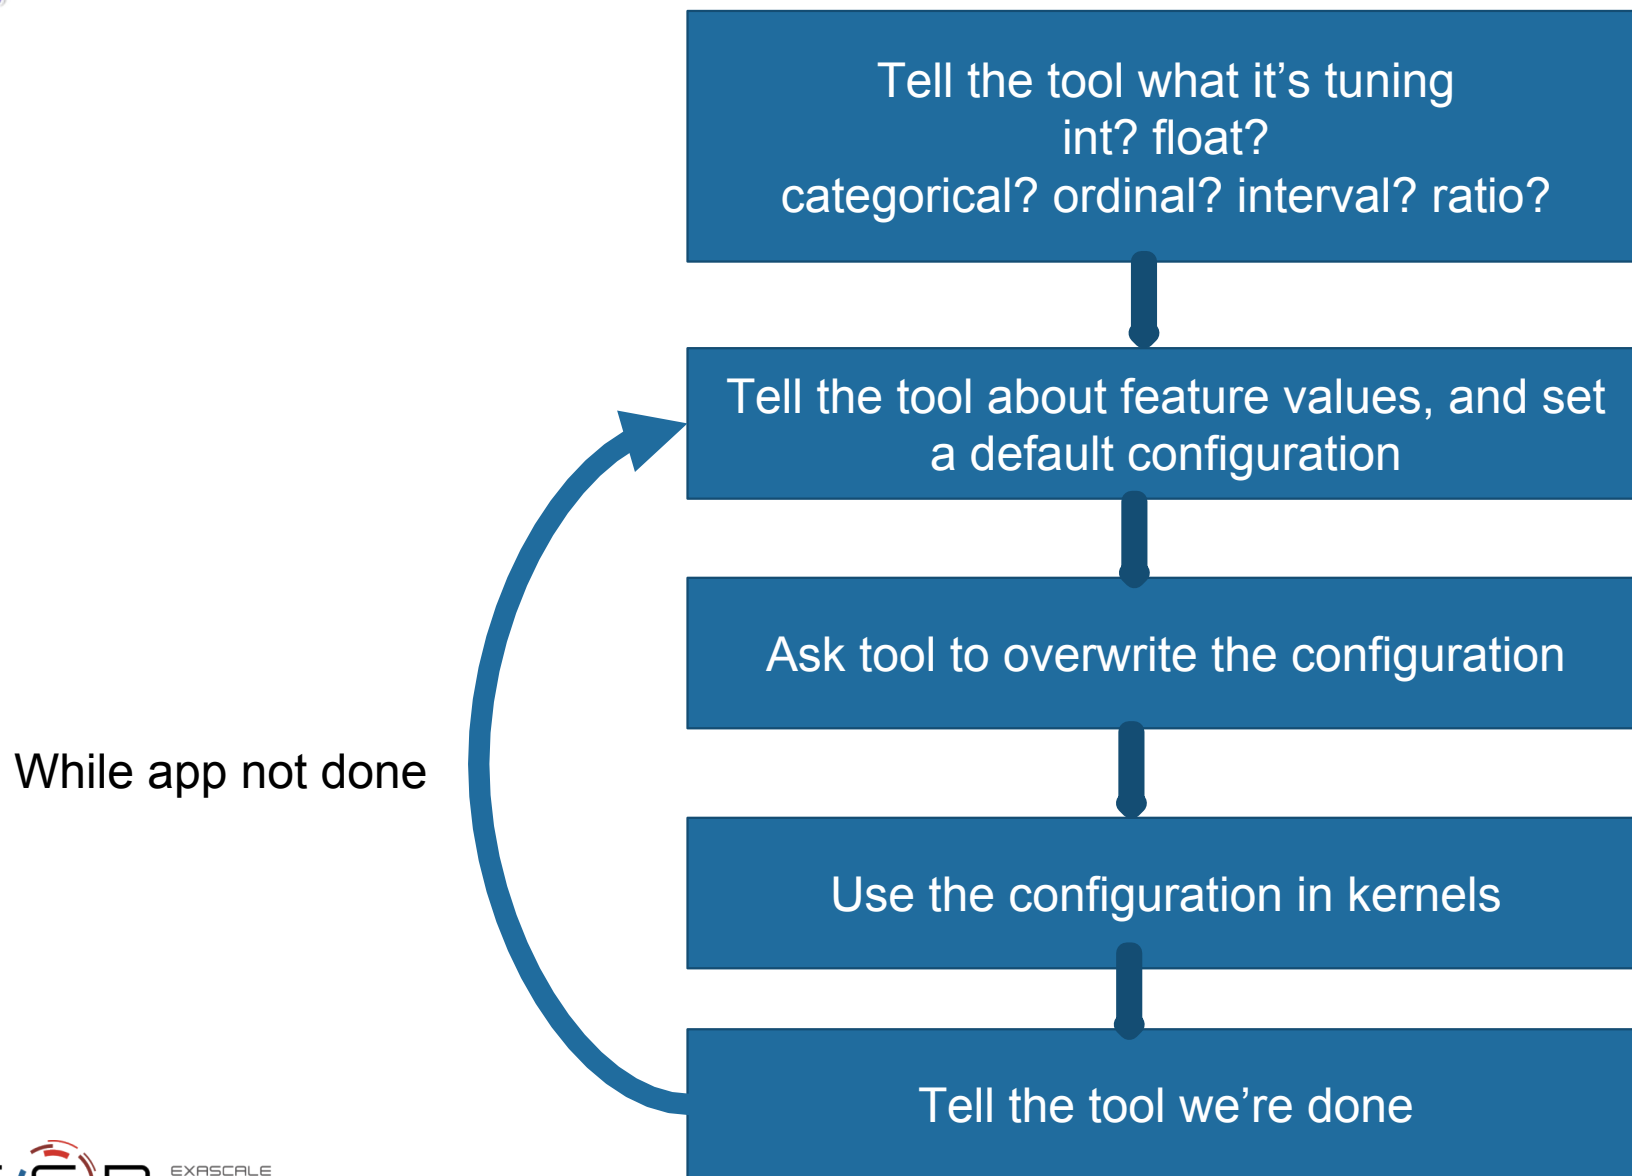 Tell the tool what it's tuning
int? float?
categorical? ordinal? interval? ratio?
Tell the tool about feature values, and set
a default configuration
Ask tool to overwrite the configuration
While app not done
Use the configuration in kernels
Tell the tool we're done
EXASCALE